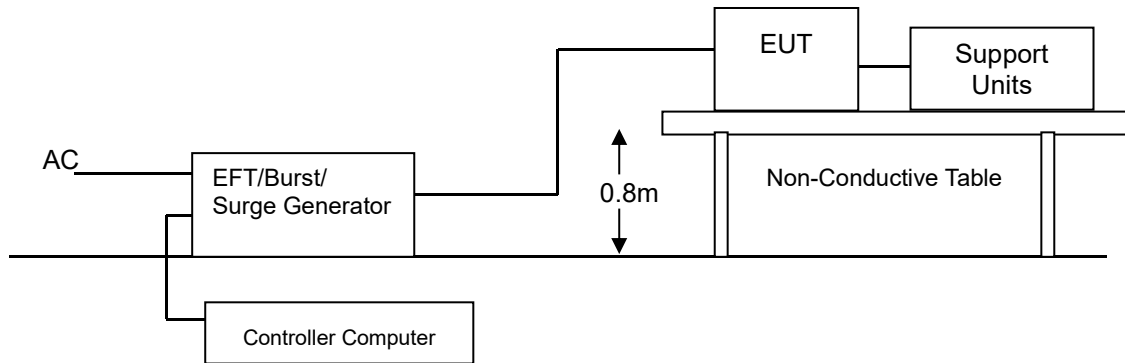 EUT
Support
Units
AC
EFT/Burst/
Surge Generator
0.8m
Non-Conductive Table
Controller Computer